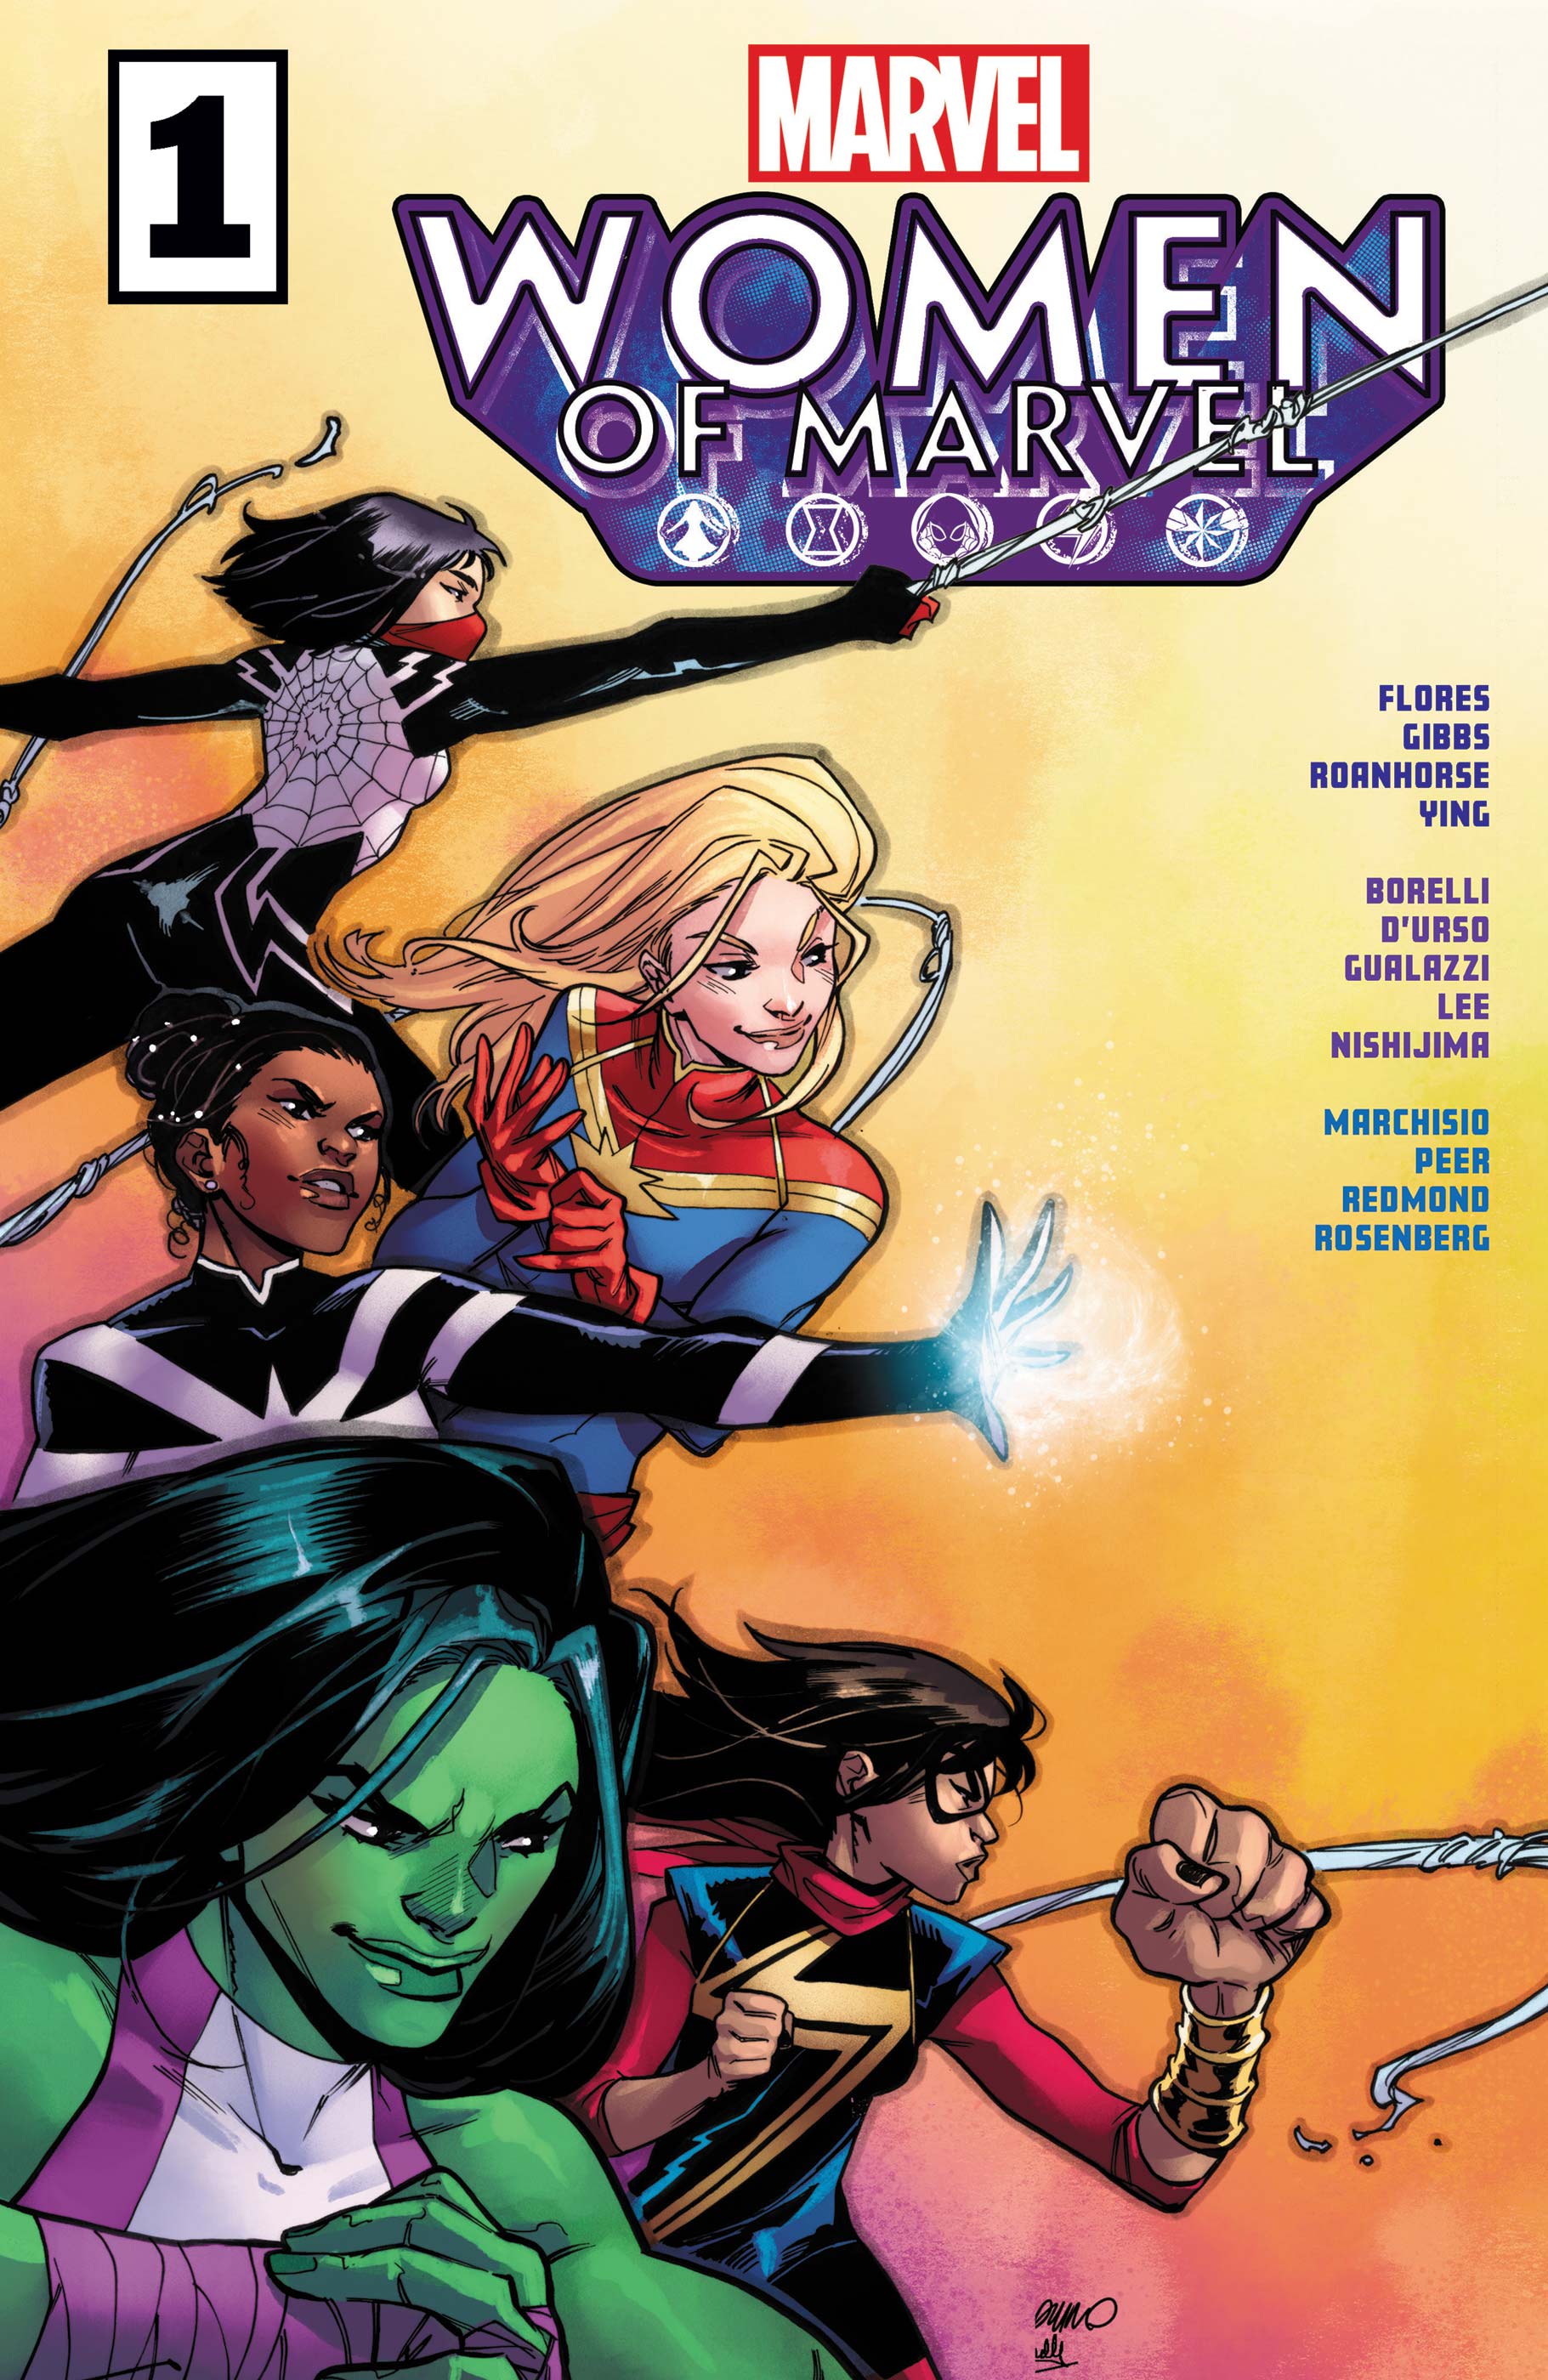 1
MARVEL
WOMEN
OF MARVEL
FLORES
GIBBS
ROANHORSE
YING
BORELLI
D'URSO
GUALAZZI
LEE
NISHIJIMA
MARCHISIO
PEER
REDMOND
ROSENBERG